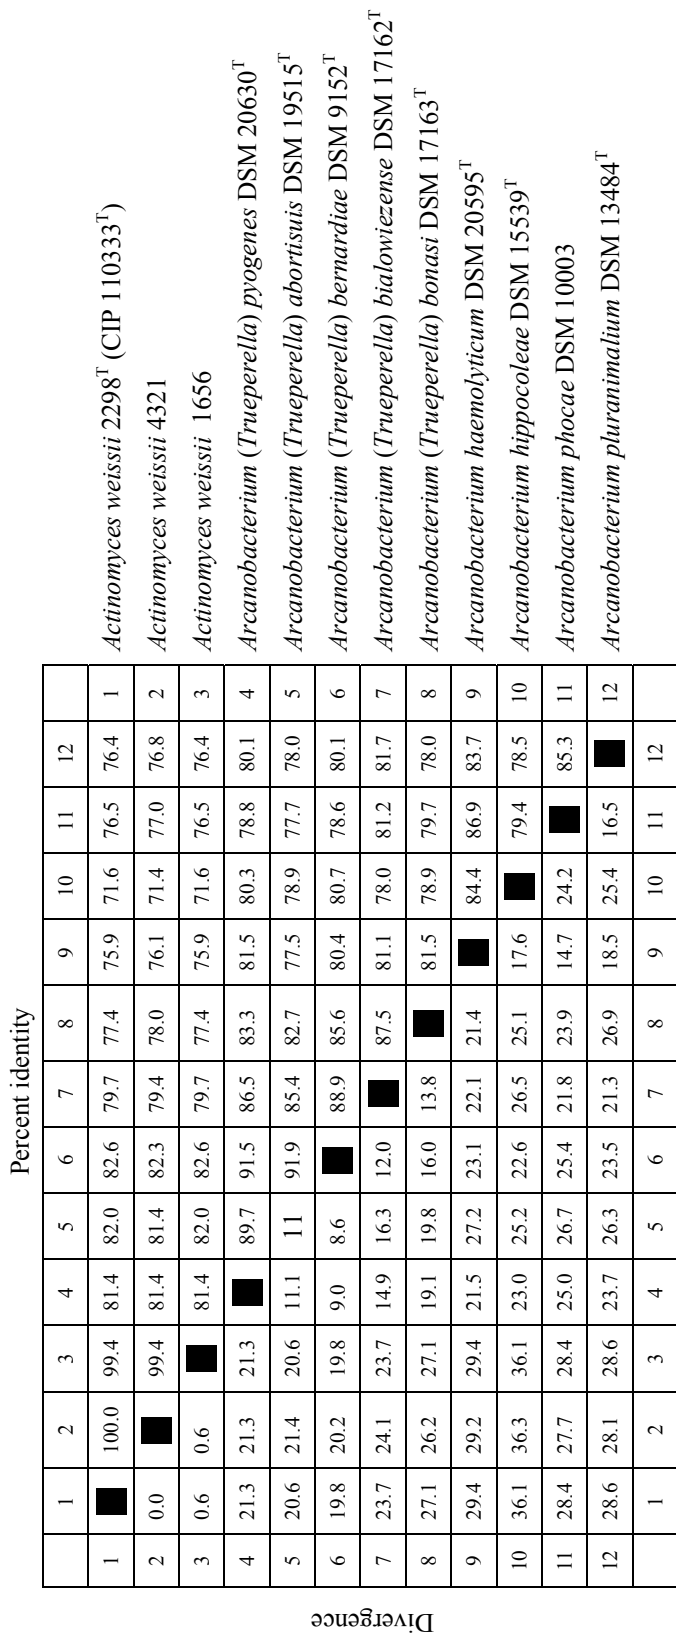 Percent identity
1 2 3 4 5 6 7 8 9 10 11 12
1 100.0 99.4 81.4 82.0 82.6 79.7 77.4 75.9 71.6 76.5 76.4 1 Actinomyces weissii 2298ᵀ (CIP 110333ᵀ)
2 0.0 99.4 81.4 81.4 82.3 79.4 78.0 76.1 71.4 77.0 76.8 2 Actinomyces weissii 4321
3 0.6 0.6 81.4 82.0 82.6 79.7 77.4 75.9 71.6 76.5 76.4 3 Actinomyces weissii 1656
4 21.3 21.3 21.3 89.7 91.5 86.5 83.3 81.5 80.3 78.8 80.1 4 Arcanobacterium (Trueperella) pyogenes DSM 20630ᵀ
5 20.6 21.4 20.6 11.1 11 91.9 85.4 82.7 77.5 78.9 77.7 78.0 5 Arcanobacterium (Trueperella) abortisuis DSM 19515ᵀ
6 19.8 20.2 19.8 9.0 8.6 88.9 85.6 80.4 80.7 78.6 80.1 6 Arcanobacterium (Trueperella) bernardiae DSM 9152ᵀ
7 23.7 24.1 23.7 14.9 16.3 12.0 87.5 81.1 78.0 81.2 81.7 7 Arcanobacterium (Trueperella) bialowiezense DSM 17162ᵀ
8 27.1 26.2 27.1 19.1 19.8 16.0 13.8 81.5 78.9 79.7 78.0 8 Arcanobacterium (Trueperella) bonasi DSM 17163ᵀ
9 29.4 29.2 29.4 21.5 27.2 23.1 22.1 21.4 84.4 86.9 83.7 9 Arcanobacterium haemolyticum DSM 20595ᵀ
10 36.1 36.3 36.1 23.0 25.2 22.6 26.5 25.1 17.6 79.4 78.5 10 Arcanobacterium hippocoleae DSM 15539ᵀ
11 28.4 27.7 28.4 25.0 26.7 25.4 21.8 23.9 14.7 24.2 85.3 11 Arcanobacterium phocae DSM 10003
12 28.6 28.1 28.6 23.7 26.3 23.5 21.3 26.9 18.5 25.4 16.5 12 Arcanobacterium pluranimalium DSM 13484ᵀ
1 2 3 4 5 6 7 8 9 10 11 12
Divergence